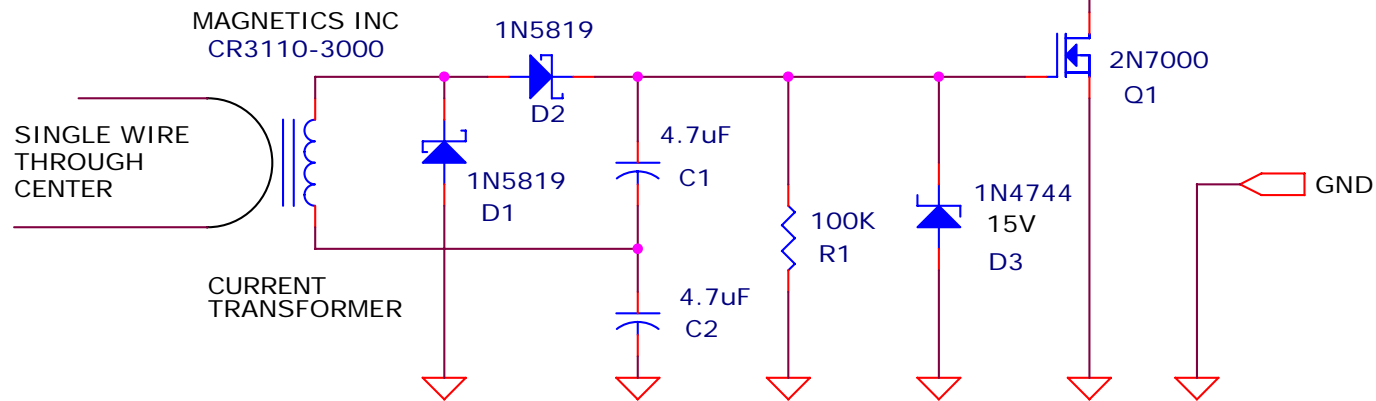 MAGNETICS INC
CR3110-3000
1N5819
D2
2N7000
Q1
SINGLE WIRE
THROUGH
CENTER
4.7uF
C1
1N5819
D1
1N4744
15V
D3
GND
100K
R1
CURRENT
TRANSFORMER
4.7uF
C2